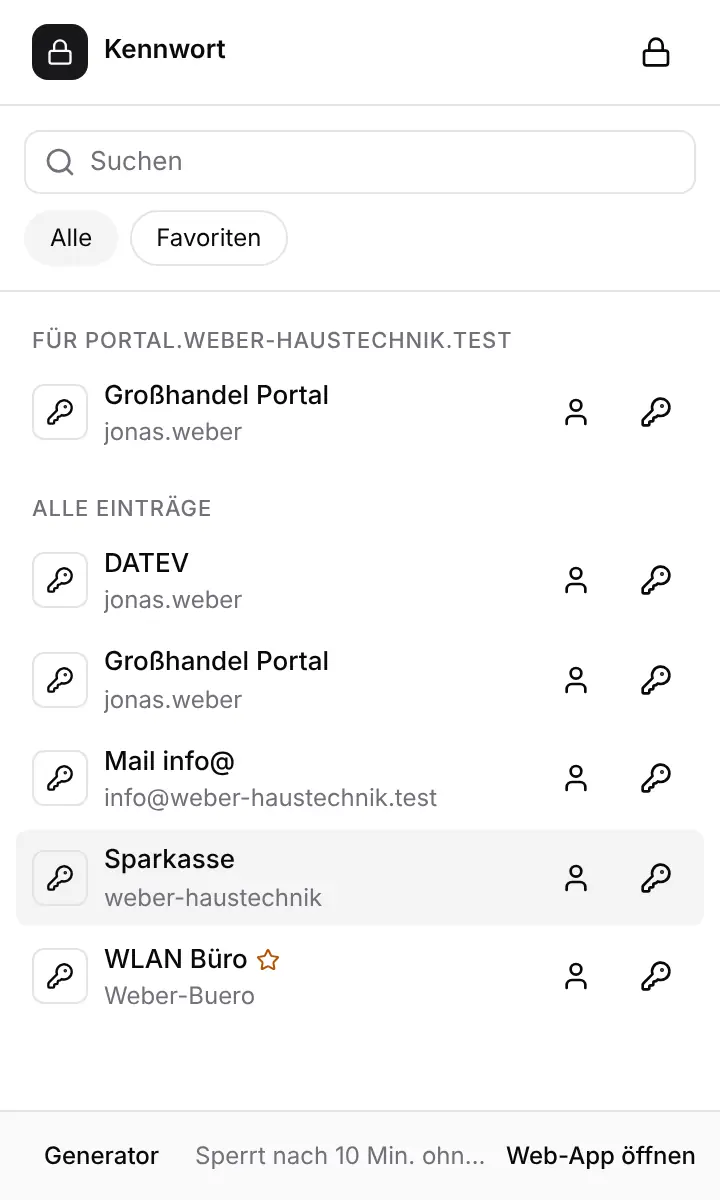 Kennwort
Suchen
Alle
Favoriten
FÜR PORTAL.WEBER-HAUSTECHNIK.TEST
Großhandel Portal
jonas.weber
ALLE EINTRÄGE
DATEV
jonas.weber
Großhandel Portal
jonas.weber
Mail info@
info@weber-haustechnik.test
Sparkasse
weber-haustechnik
WLAN Büro
Weber-Buero
Generator
Sperrt nach 10 Min. ohn...
Web-App öffnen